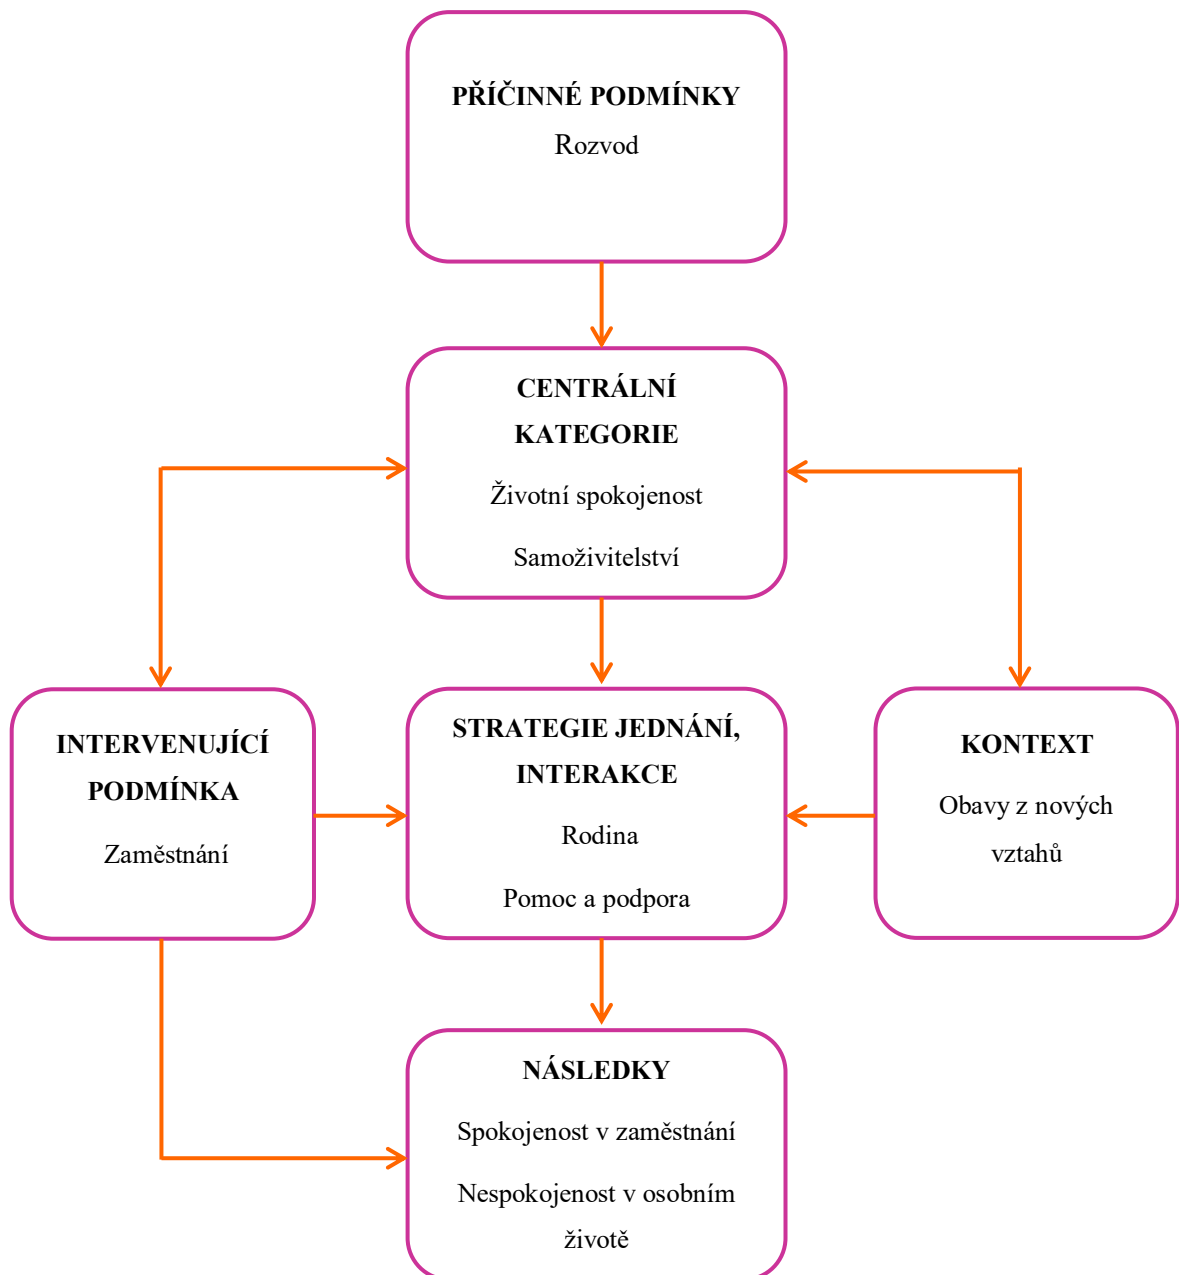 PŘÍČINNÉ PODMÍNKY
Rozvod
CENTRÁLNÍ
KATEGORIE
Životní spokojenost
Samoživitelství
INTERVENUJÍCÍ
PODMÍNKA
Zaměstnání
STRATEGIE JEDNÁNÍ,
INTERAKCE
Rodina
Pomoc a podpora
KONTEXT
Obavy z nových
vztahů
NÁSLEDKY
Spokojenost v zaměstnání
Nespokojenost v osobním
životě